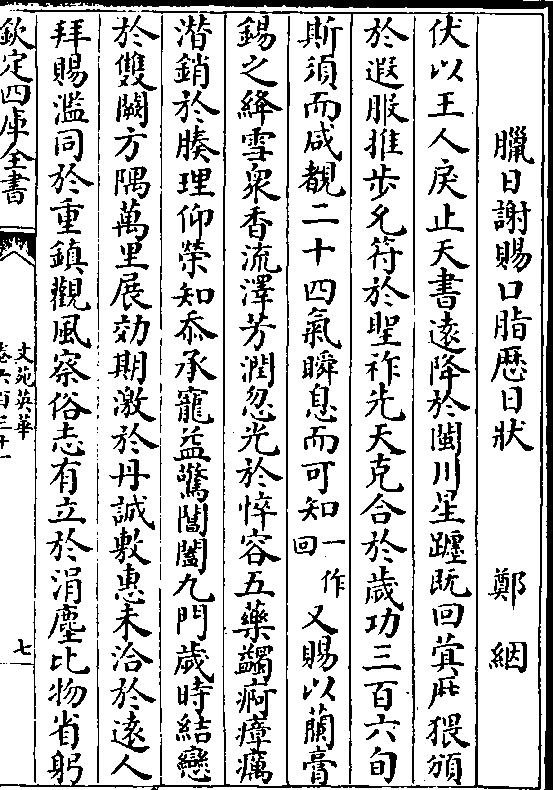 臘日謝賜口脂歴日狀 鄭絪
伏以王人戾止天書遠降於閩川星躔既回蓂莊猥頒
於遐服推步允符於聖祚先天克合於歲功三百六旬
斯須而咸覩二十四氣瞬息而可知一作回又賜以蘭膏
錫之絳雪衆香流澤芳潤忽光於悴容五藥蠲疴瘴癘
潛銷於腠理仰榮知忝承寵益驚閶闔九門歲時結戀
於雙闕方隅萬里展効期激於丹誠敷惠未洽於遠人
拜賜濫同於重鎮觀風察俗志有立於涓塵比物省躬
欽定四庫全書
文苑英華
卷六百三十一
七